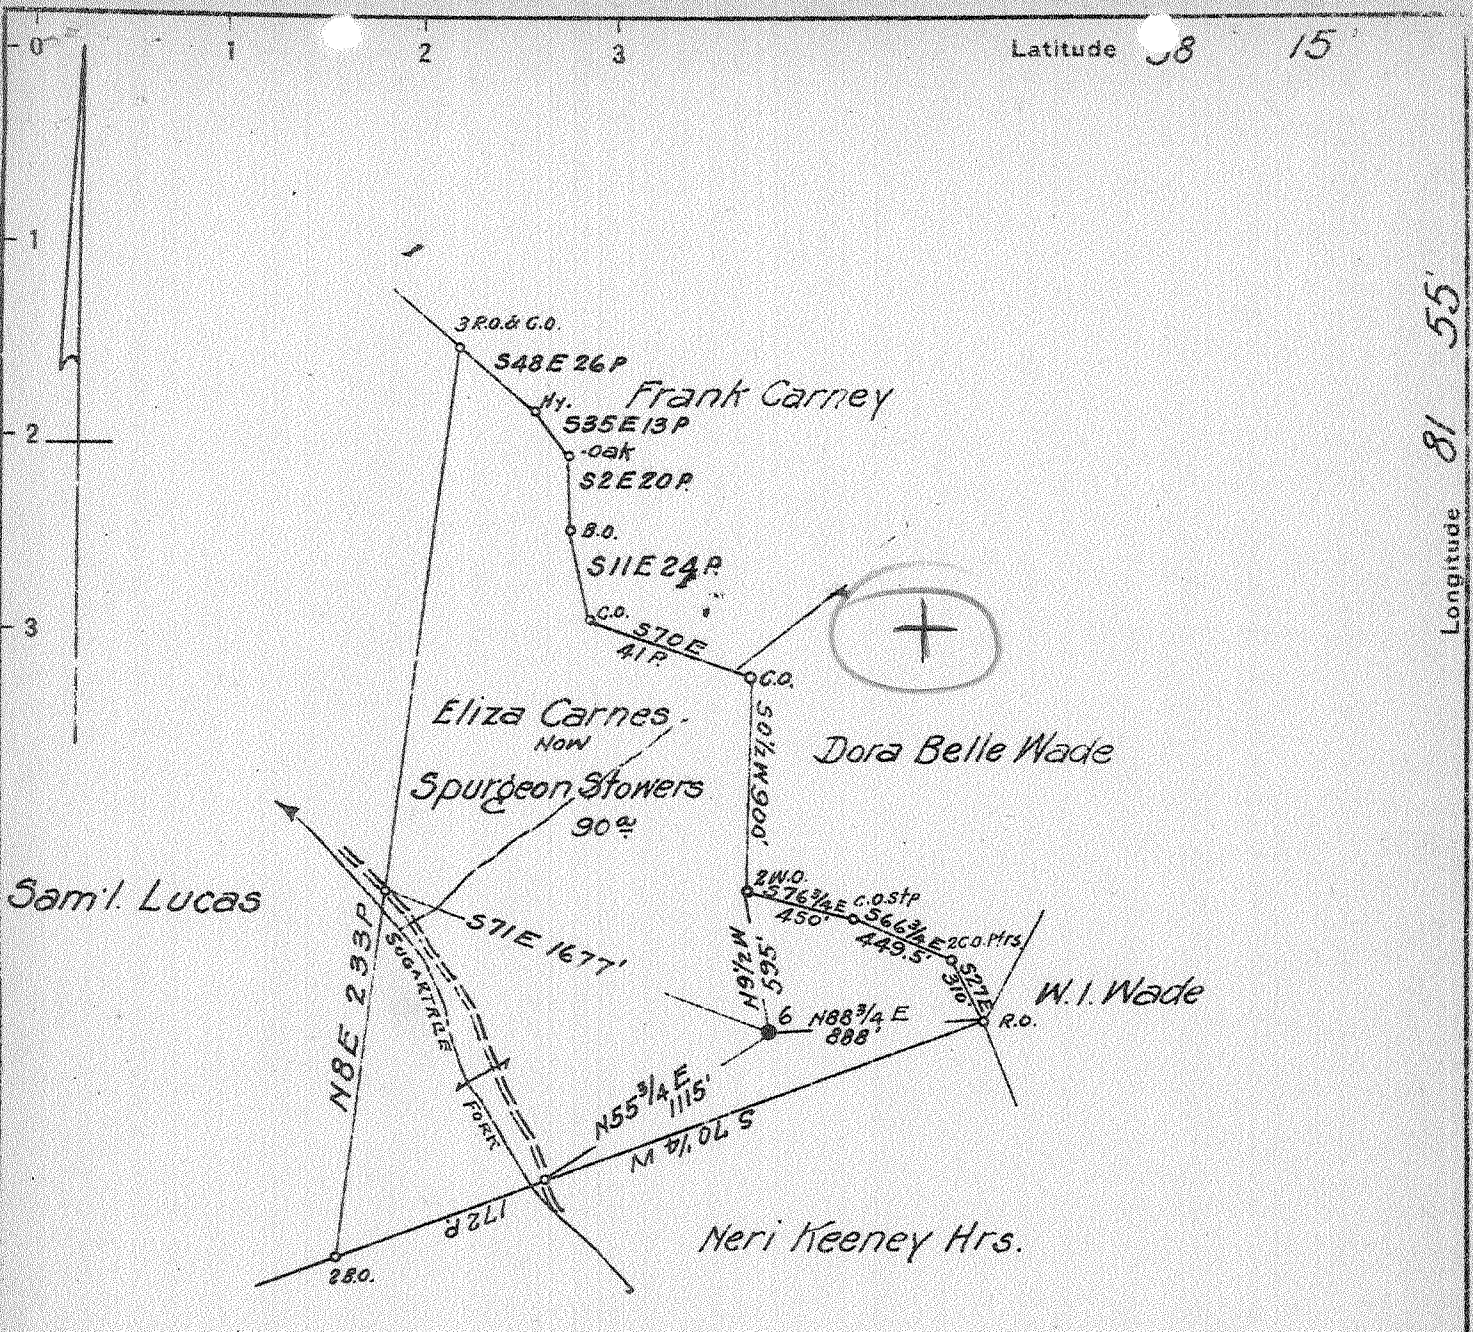 0 1 2 3 Latitude 38 15'
1
2
3
Longitude 81 55'
3 R.O. & C.O.
S48E 26P
Hy.
Frank Carney
S35E 13P
Oak
S2E 20P.
B.O.
S11E 24P.
C.O.
S70E
41P.
C.O.
Eliza Carnes
Now
Spurgeon Stowers
90 a
S0½W 900'
Dora Belle Wade
Sam'l. Lucas
2 W.O.
S76¾E
450'
C.O. Stp
S66¾E
449.5'
2 C.O. Ptrs.
S27E
310'
R.O.
W. I. Wade
N8E 233P
S71E 1677'
N9½W
595'
6
N88¾E
888'
N55¾E
1115'
S70¼W
172P.
SUGARTREE
FORK
2 B.O.
Neri Keeney Hrs.